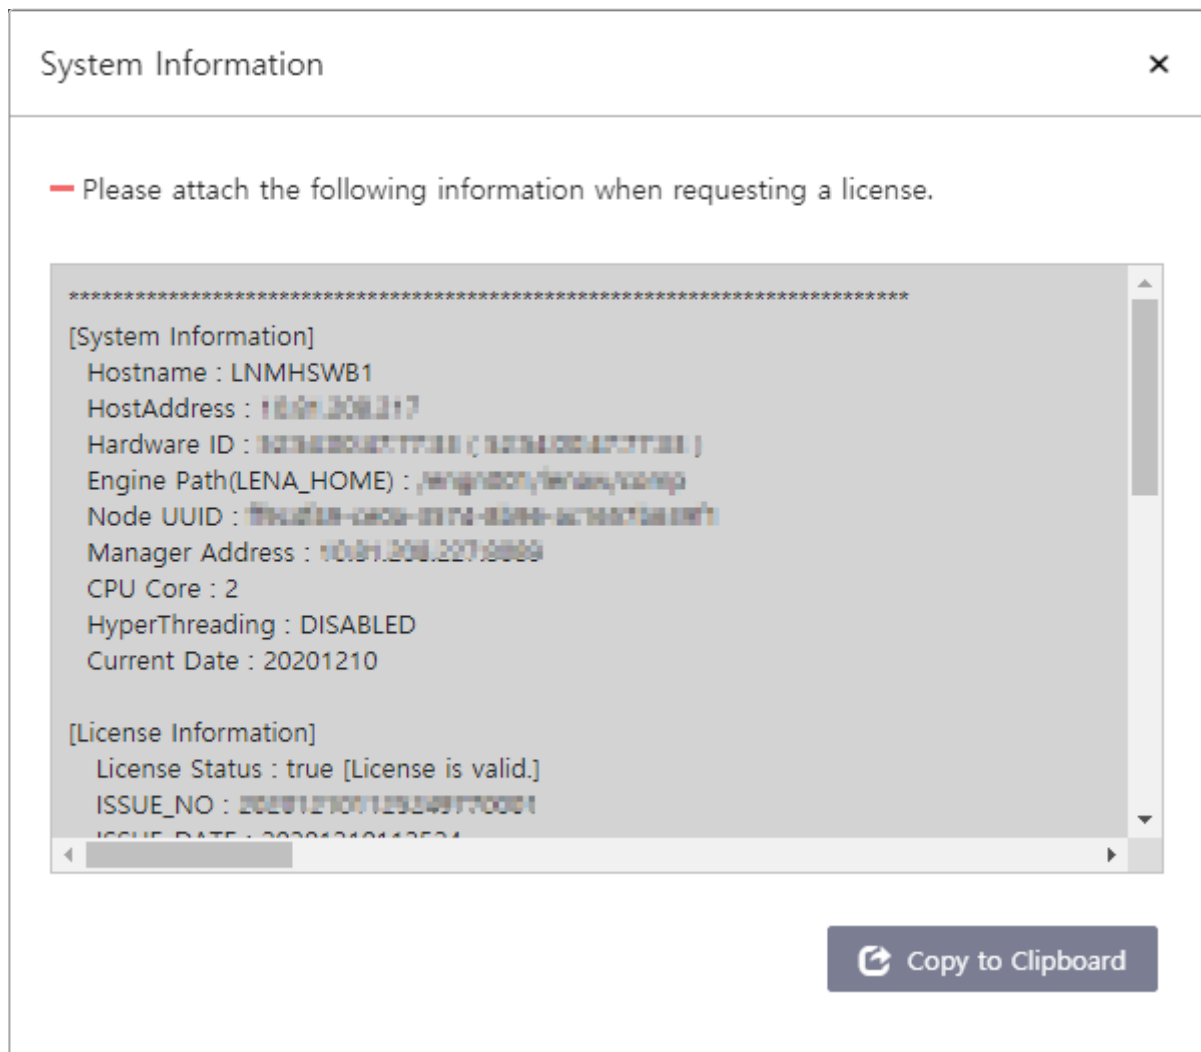 System Information
Please attach the following information when requesting a license.
****************************************************************************
[System Information]
Hostname : LNMHSWB1
HostAddress :
Hardware ID :
Engine Path(LENA_HOME) :
Node UUID :
Manager Address :
CPU Core : 2
HyperThreading : DISABLED
Current Date : 20201210
[License Information]
License Status : true [License is valid.]
ISSUE_NO :
ISSUE_DATE :
Copy to Clipboard